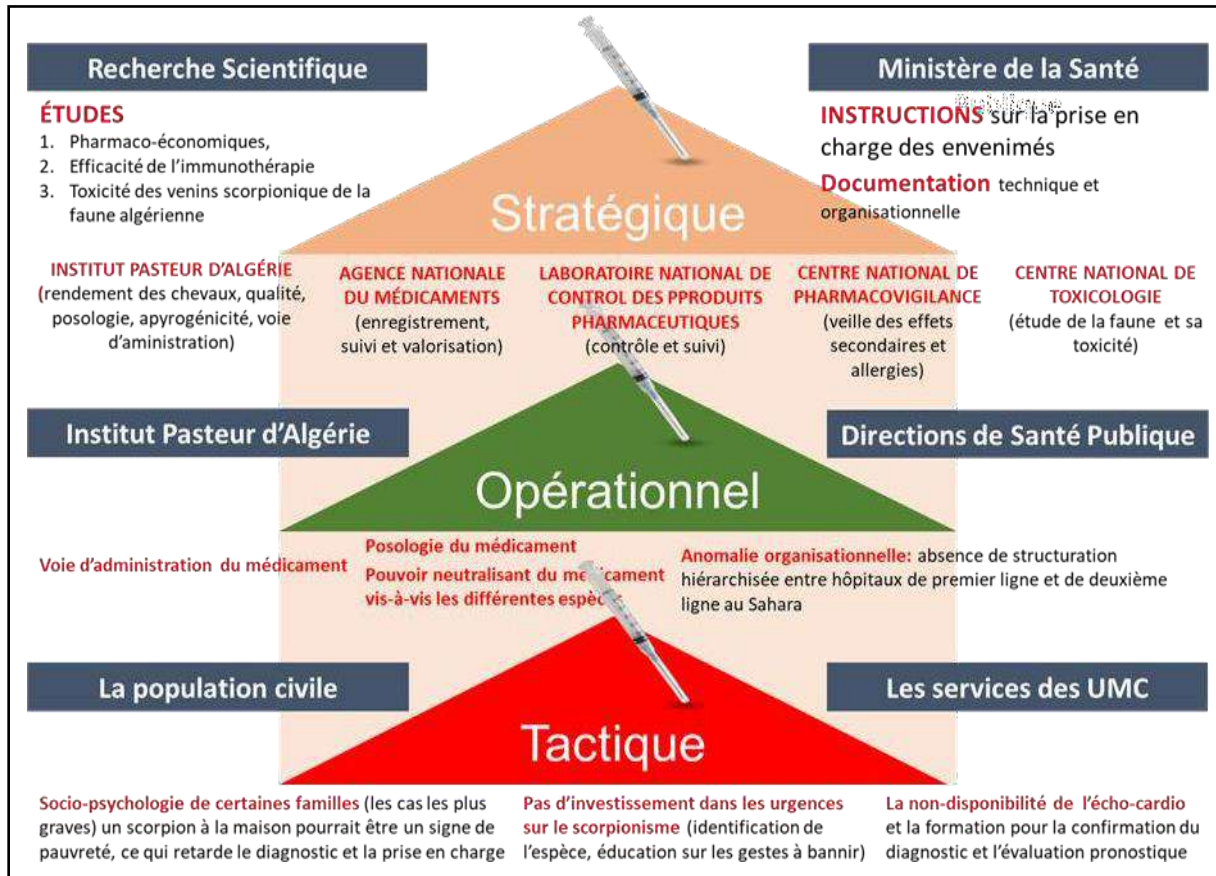 Recherche Scientifique
ÉTUDES
1. Pharmaco-économiques,
2. Efficacité de l'immunothérapie
3. Toxicité des venins scorpionique de la
faune algérienne
Ministère de la Santé
INSTRUCTIONS sur la prise en
charge des envenimés
Documentation technique et
organisationnelle
Stratégique
INSTITUT PASTEUR D'ALGÉRIE
(rendement des chevaux, qualité,
posologie, apyrogénicité, voie
d'aministration)
AGENCE NATIONALE
DU MÉDICAMENTS
(enregistrement,
suivi et valorisation)
LABORATOIRE NATIONAL DE
CONTROL DES PPRODUITS
PHARMACEUTIQUES
(contrôle et suivi)
CENTRE NATIONAL DE
PHARMACOVIGILANCE
(veille des effets
secondaires et
allergies)
CENTRE NATIONAL DE
TOXICOLOGIE
(étude de la faune et sa
toxicité)
Institut Pasteur d'Algérie
Directions de Santé Publique
Opérationnel
Voie d'administration du médicament
Posologie du médicament
Pouvoir neutralisant du médicament
vis-à-vis les différentes
Anomalie organisationnelle: absence de structuration
hiérarchisée entre hôpitaux de premier ligne et de deuxième
ligne au Sahara
La population civile
Les services des UMC
Tactique
Socio-psychologie de certaines familles (les cas les plus
graves) un scorpion à la maison pourrait être un signe de
pauvreté, ce qui retarde le diagnostic et la prise en charge
Pas d'investissement dans les urgences
sur le scorpionisme (identification de
l'espèce, éducation sur les gestes à bannir)
La non-disponibilité de l'écho-cardio
et la formation pour la confirmation du
diagnostic et l'évaluation pronostique